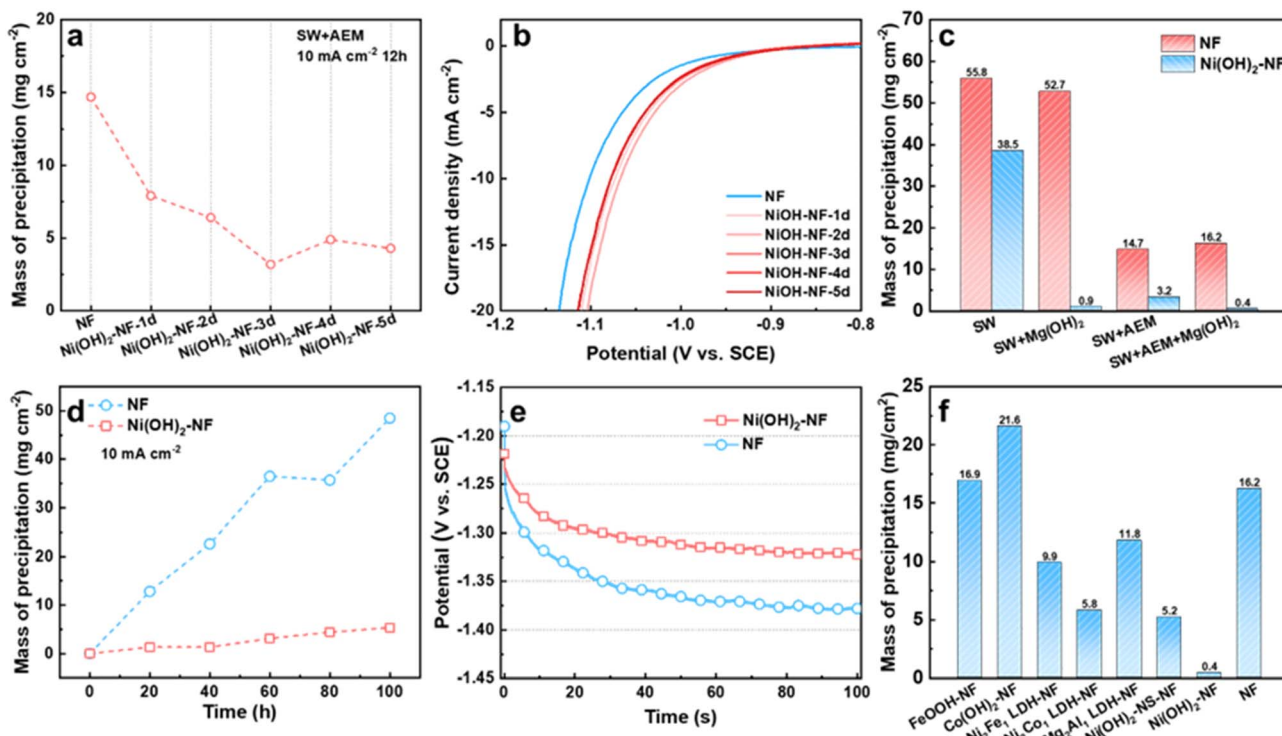 a
SW+AEM
10 mA cm⁻² 12h
Mass of precipitation (mg cm⁻²)
20
15
10
5
0
NF
Ni(OH)₂-NF-1d
Ni(OH)₂-NF-2d
Ni(OH)₂-NF-3d
Ni(OH)₂-NF-4d
Ni(OH)₂-NF-5d
b
Current density (mA cm⁻²)
0
-5
-10
-15
-20
NF
NiOH-NF-1d
NiOH-NF-2d
NiOH-NF-3d
NiOH-NF-4d
NiOH-NF-5d
-1.2 -1.1 -1.0 -0.9 -0.8
Potential (V vs. SCE)
c
NF
Ni(OH)₂-NF
Mass of precipitation (mg cm⁻²)
70
60
50
40
30
20
10
0
55.8
38.5
52.7
0.9
14.7
3.2
16.2
0.4
SW
SW+Mg(OH)₂
SW+AEM
SW+AEM+Mg(OH)₂
d
NF
Ni(OH)₂-NF
10 mA cm⁻²
Mass of precipitation (mg cm⁻²)
50
40
30
20
10
0
0 20 40 60 80 100
Time (h)
e
Ni(OH)₂-NF
NF
Potential (V vs. SCE)
-1.15
-1.20
-1.25
-1.30
-1.35
-1.40
-1.45
0 20 40 60 80 100
Time (s)
f
Mass of precipitation (mg/cm²)
25
20
15
10
5
0
16.9
21.6
9.9
5.8
11.8
5.2
0.4
16.2
FeOOH-NF
Co(OH)₂-NF
LDH-NF
LDH-NF
LDH-NF
Ni(OH)₂-NS-NF
Ni(OH)₂-NF
NF